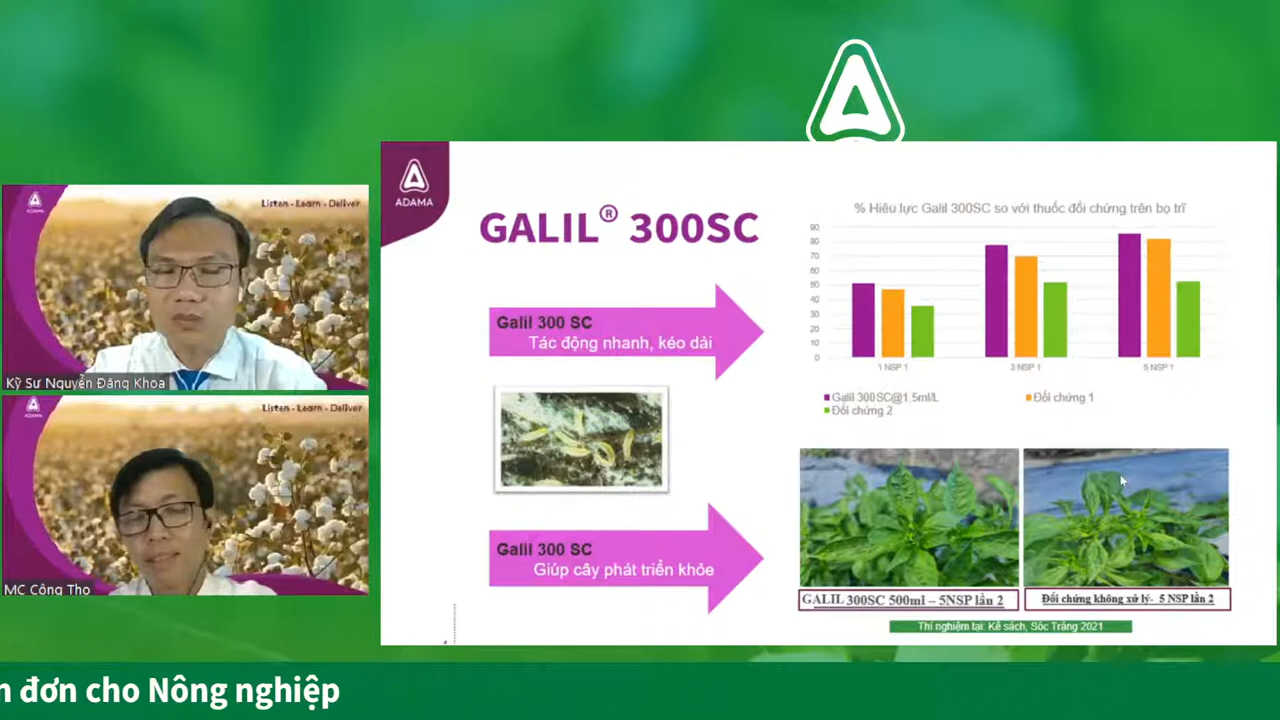 Listen - Learn - Deliver
ADAMA
Kỹ Sư Nguyễn Đăng Khoa
Listen - Learn - Deliver
ADAMA
MC Công Thọ
ADAMA
GALIL® 300SC
Galil 300 SC
Tác động nhanh, kéo dài
Galil 300 SC
Giúp cây phát triển khỏe
% Hiệu lực Galil 300SC so với thuốc đối chứng trên bọ trĩ
90
80
70
60
50
40
30
20
10
0
1 NSP 1
3 NSP 1
5 NSP 1
Galil 300SC@1.5ml/L
Đối chứng 1
Đối chứng 2
GALIL 300SC 500ml – 5NSP lần 2
Đối chứng không xử lý- 5 NSP lần 2
Thí nghiệm tại: Kế sách, Sóc Trăng 2021
n đơn cho Nông nghiệp